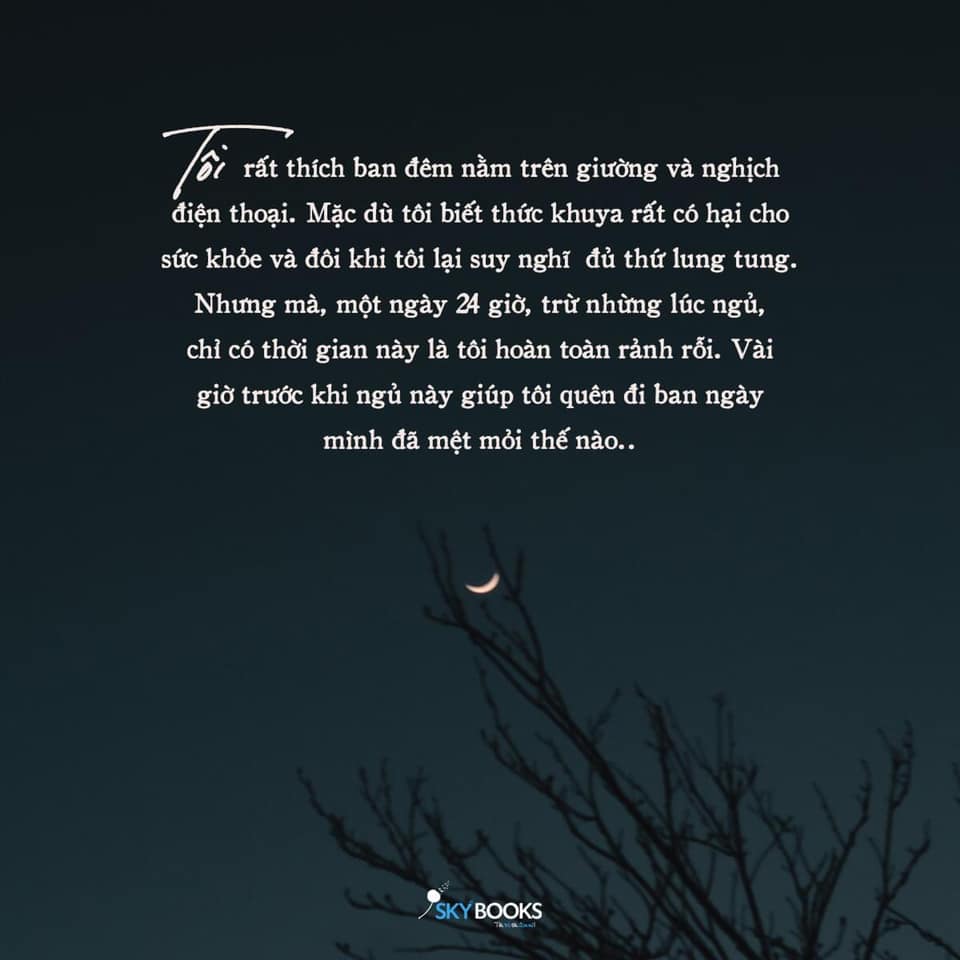 Tôi rất thích ban đêm nằm trên giường và nghịch
điện thoại. Mặc dù tôi biết thức khuya rất có hại cho
sức khỏe và đôi khi tôi lại suy nghĩ đủ thứ lung tung.
Nhưng mà, một ngày 24 giờ, trừ những lúc ngủ,
chỉ có thời gian này là tôi hoàn toàn rảnh rỗi. Vài
giờ trước khi ngủ này giúp tôi quên đi ban ngày
mình đã mệt mỏi thế nào..
SKYBOOKS